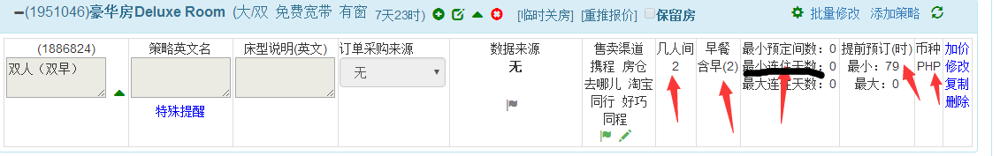 (1951046)豪华房Deluxe Room (大/双 免费宽带 有窗 7天23时) [临时关房] [重推报价] 保留房 批量修改 添加策略
(1886824) 策略英文名 床型说明(英文) 订单采购来源 数据来源 售卖渠道 几人间 早餐 最小预定间数：0 提前预订(时) 币种 加价
双人（双早） 无 无 携程 房仓 2 含早(2) 最小连住天数：0 最小：79 PHP 修改
去哪儿 淘宝 最大连住天数：0 最大：0 复制
特殊提醒 同行 好巧 删除
同程